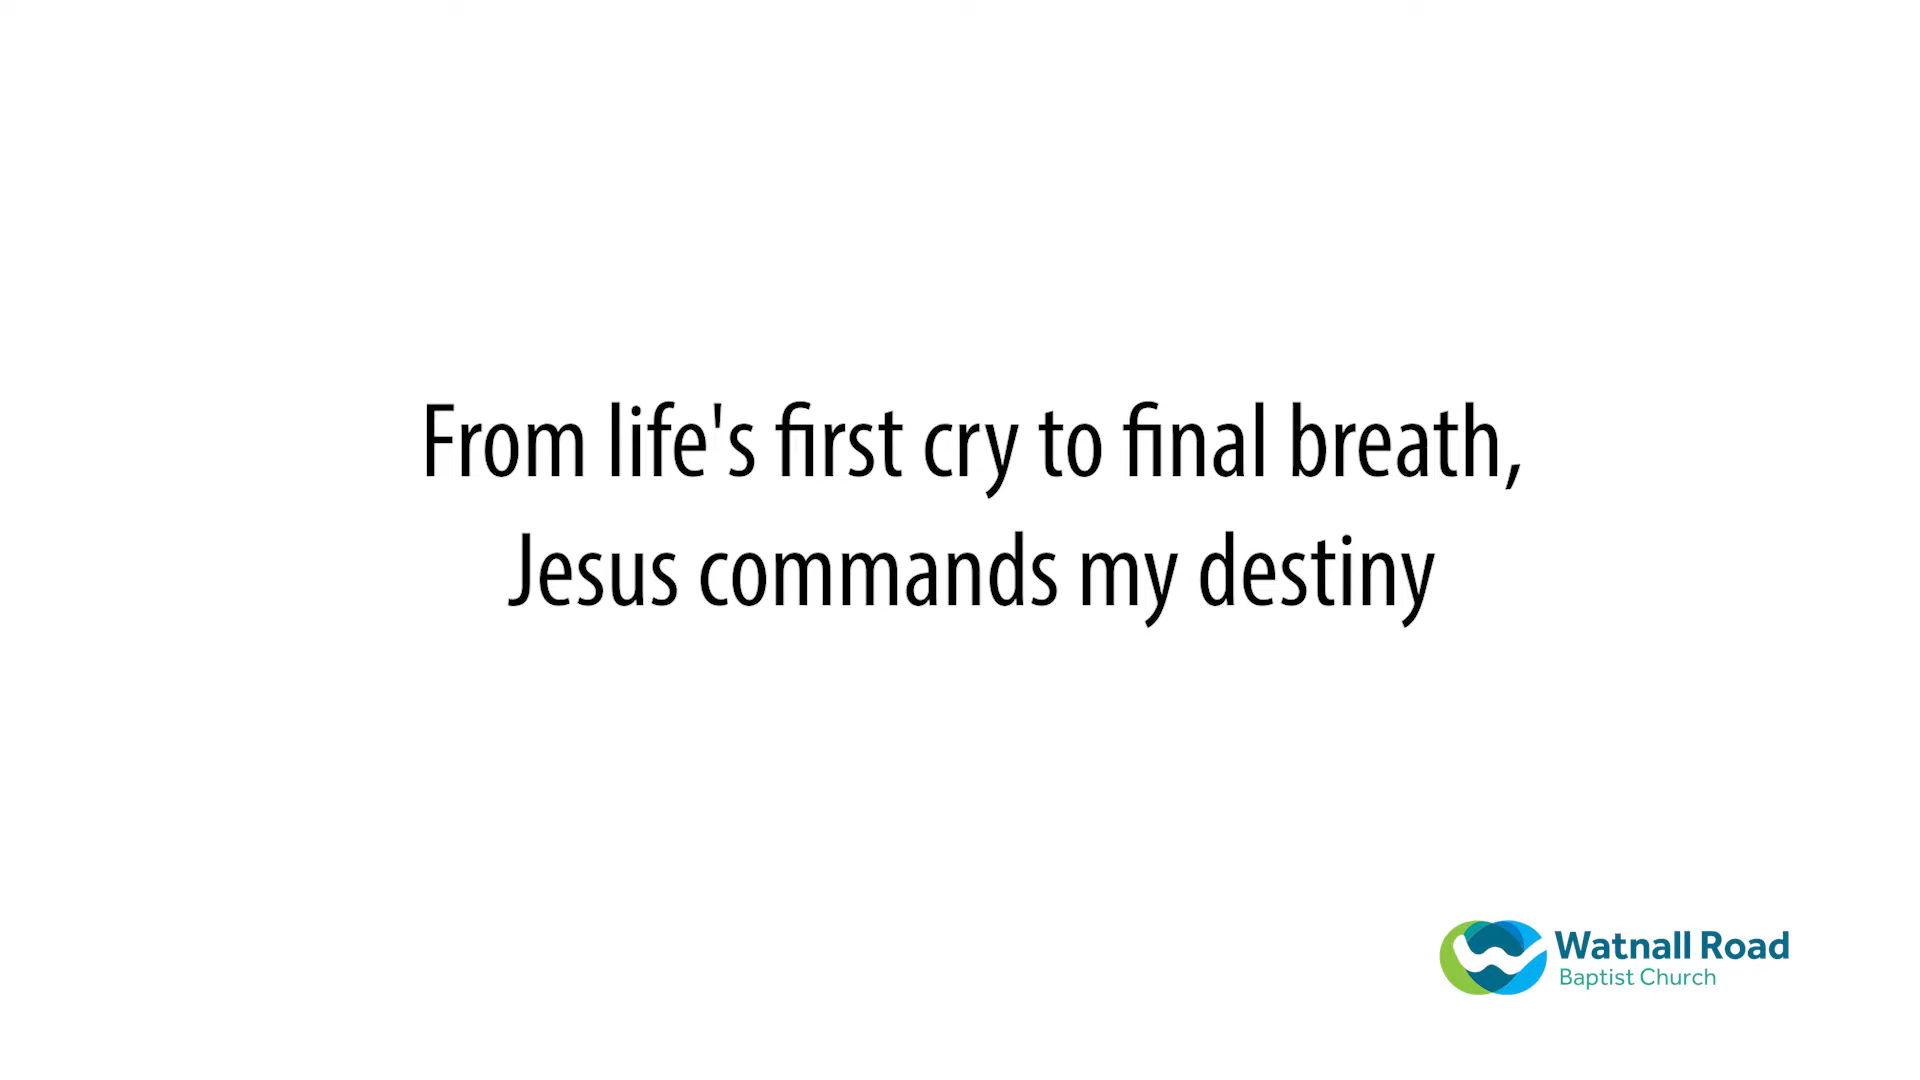 From life's first cry to final breath,
Jesus commands my destiny
Watnall Road
Baptist Church